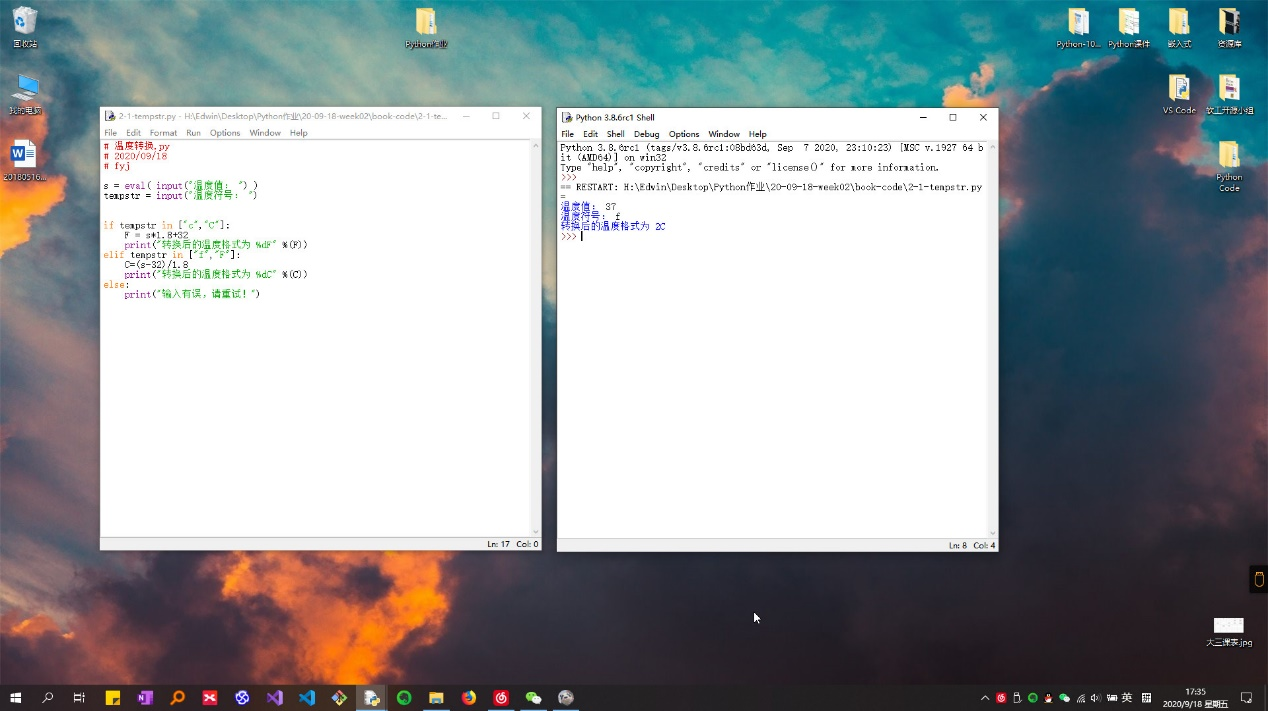 回收站
Python作业
Python-10...
Python课件
嵌入式
资源库
我的电脑
VS Code
软工开源小组
20180516...
Python
Code
2-1-tempstr.py - H:\Edwin\Desktop\Python作业\20-09-18-week02\book-code\2-1-te...
File Edit Format Run Options Window Help
# 温度转换.py
# 2020/09/18
# fyj
s = eval( input("温度值： ") )
tempstr = input("温度符号： ")
if tempstr in ["c","C"]:
F = s*1.8+32
print("转换后的温度格式为 %dF" %(F))
elif tempstr in ["f","F"]:
C=(s-32)/1.8
print("转换后的温度格式为 %dC" %(C))
else:
print("输入有误，请重试！")
Ln: 17 Col: 0
Python 3.8.6rc1 Shell
File Edit Shell Debug Options Window Help
Python 3.8.6rc1 (tags/v3.8.6rc1:08bd63d, Sep 7 2020, 23:10:23) [MSC v.1927 64 b
it (AMD64)] on win32
Type "help", "copyright", "credits" or "license()" for more information.
>>>
== RESTART: H:\Edwin\Desktop\Python作业\20-09-18-week02\book-code\2-1-tempstr.py
=
温度值： 37
温度符号： f
转换后的温度格式为 2C
>>>
Ln: 8 Col: 4
大三课表.jpg
英
17:35
2020/9/18 星期五